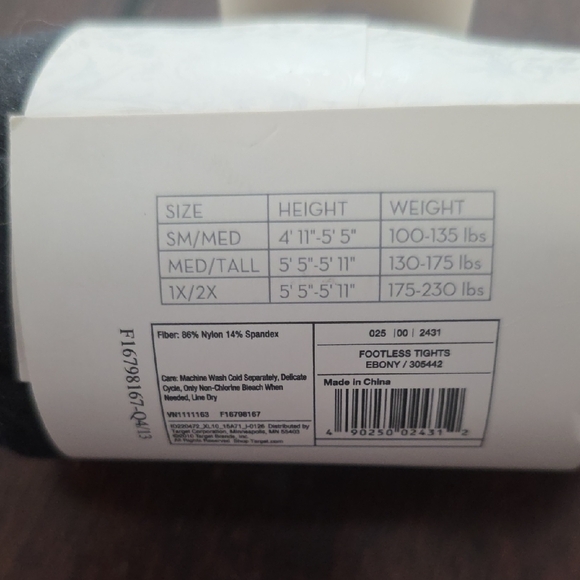 SIZE HEIGHT WEIGHT
SM/MED 4' 11"-5' 5" 100-135 lbs
MED/TALL 5' 5"-5' 11" 130-175 lbs
1X/2X 5' 5"-5' 11" 175-230 lbs
F16798167-Q4/13
Fiber: 86% Nylon 14% Spandex
Care: Machine Wash Cold Separately, Delicate
Cycle, Only Non-Chlorine Bleach When
Needed, Line Dry
VN1111163 F16798167
Distributed by
Target Corporation, Minneapolis, MN 55403
Target Brands, Inc.
All Rights Reserved. Shop Target.com
025 |00 | 2431
FOOTLESS TIGHTS
EBONY / 305442
Made in China
4 90250 02431 2